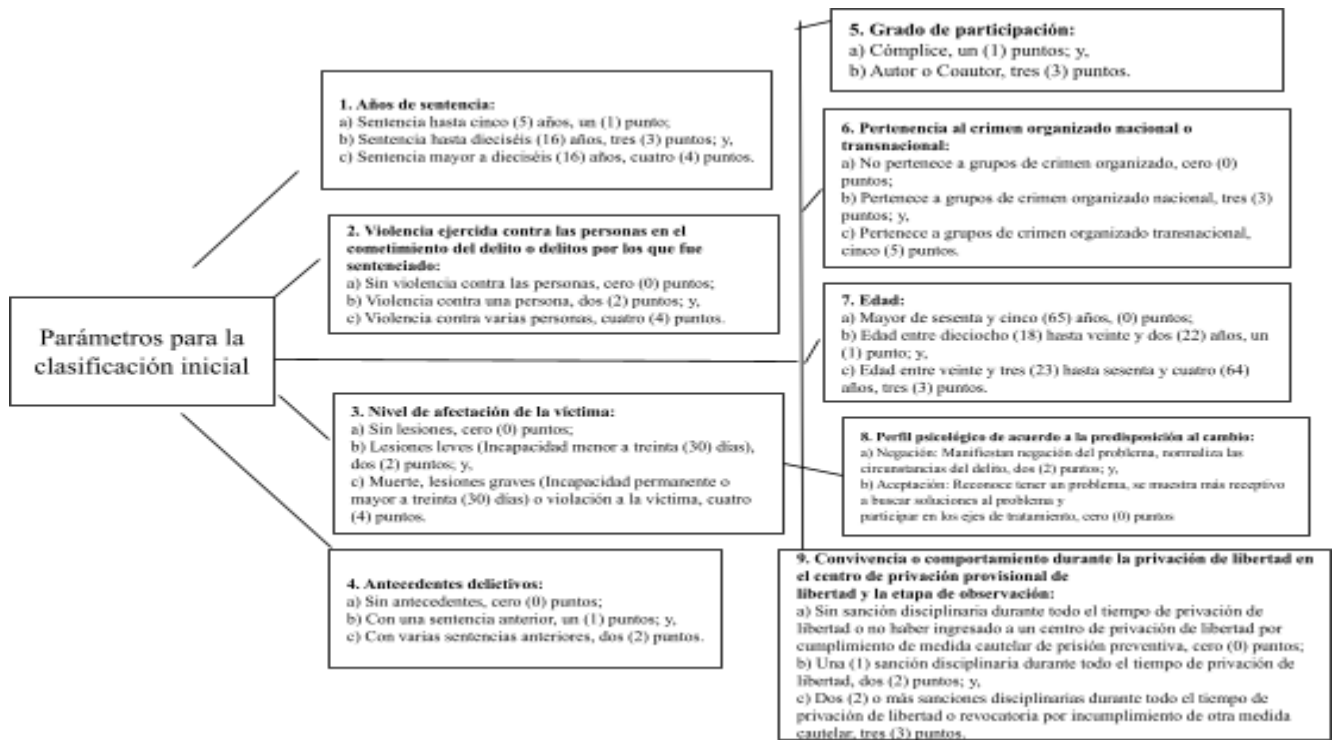 Parámetros para la
clasificación inicial
1. Años de sentencia:
a) Sentencia hasta cinco (5) años, un (1) punto;
b) Sentencia hasta dieciséis (16) años, tres (3) puntos; y,
c) Sentencia mayor a dieciséis (16) años, cuatro (4) puntos.
2. Violencia ejercida contra las personas en el
cometimiento del delito o delitos por los que fue
sentenciado:
a) Sin violencia contra las personas, cero (0) puntos;
b) Violencia contra una persona, dos (2) puntos; y,
c) Violencia contra varias personas, cuatro (4) puntos.
3. Nivel de afectación de la víctima:
a) Sin lesiones, cero (0) puntos;
b) Lesiones leves (Incapacidad menor a treinta (30) días),
dos (2) puntos; y,
c) Muerte, lesiones graves (Incapacidad permanente o
mayor a treinta (30) días) o violación a la víctima, cuatro
(4) puntos.
4. Antecedentes delictivos:
a) Sin antecedentes, cero (0) puntos;
b) Con una sentencia anterior, un (1) puntos; y,
c) Con varias sentencias anteriores, dos (2) puntos.
5. Grado de participación:
a) Cómplice, un (1) puntos; y,
b) Autor o Coautor, tres (3) puntos.
6. Pertenencia al crimen organizado nacional o
transnacional:
a) No pertenece a grupos de crimen organizado, cero (0)
puntos;
b) Pertenece a grupos de crimen organizado nacional, tres (3)
puntos; y,
c) Pertenece a grupos de crimen organizado transnacional,
cinco (5) puntos.
7. Edad:
a) Mayor de sesenta y cinco (65) años, (0) puntos;
b) Edad entre dieciocho (18) hasta veinte y dos (22) años, un
(1) punto; y,
c) Edad entre veinte y tres (23) hasta sesenta y cuatro (64)
años, tres (3) puntos.
8. Perfil psicológico de acuerdo a la predisposición al cambio:
a) Negación: Manifiestan negación del problema, normaliza las
circunstancias del delito, dos (2) puntos; y,
b) Aceptación: Reconoce tener un problema, se muestra más receptivo
a buscar soluciones al problema y
participar en los ejes de tratamiento, cero (0) puntos
9. Convivencia o comportamiento durante la privación de libertad en
el centro de privación provisional de
libertad y la etapa de observación:
a) Sin sanción disciplinaria durante todo el tiempo de privación de
libertad o no haber ingresado a un centro de privación de libertad por
cumplimiento de medida cautelar de prisión preventiva, cero (0) puntos;
b) Una (1) sanción disciplinaria durante todo el tiempo de privación de
libertad, dos (2) puntos; y,
c) Dos (2) o más sanciones disciplinarias durante todo el tiempo de
privación de libertad o revocatoria por incumplimiento de otra medida
cautelar, tres (3) puntos.